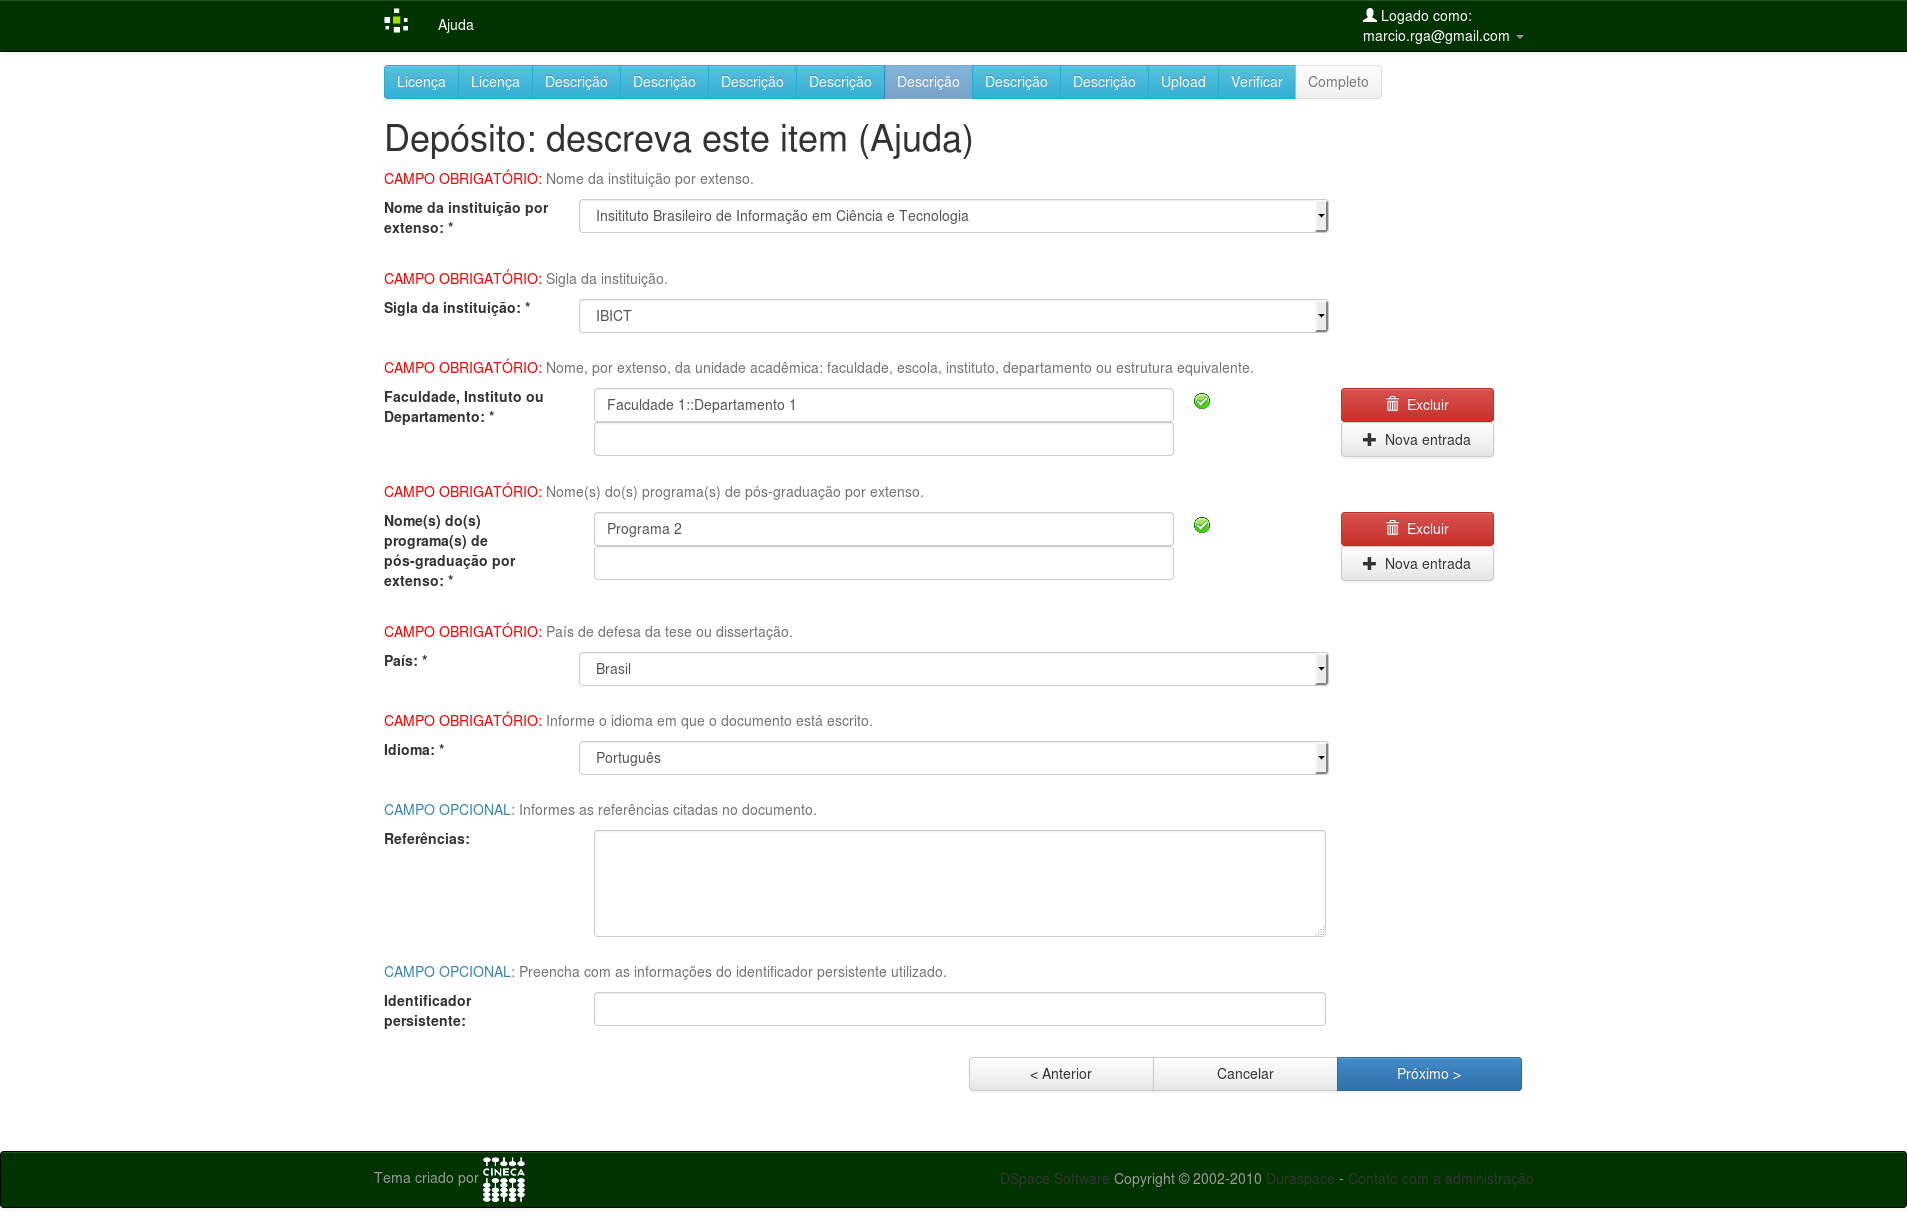 Ajuda
Logado como:
marcio.rga@gmail.com
Licença Licença Descrição Descrição Descrição Descrição Descrição Descrição Descrição Upload Verificar Completo
Depósito: descreva este item (Ajuda)
CAMPO OBRIGATÓRIO: Nome da instituição por extenso.
Nome da instituição por
extenso: *
Insitituto Brasileiro de Informação em Ciência e Tecnologia
CAMPO OBRIGATÓRIO: Sigla da instituição.
Sigla da instituição: * IBICT
CAMPO OBRIGATÓRIO: Nome, por extenso, da unidade acadêmica: faculdade, escola, instituto, departamento ou estrutura equivalente.
Faculdade, Instituto ou
Departamento: *
Faculdade 1::Departamento 1 Excluir
Nova entrada
CAMPO OBRIGATÓRIO: Nome(s) do(s) programa(s) de pós-graduação por extenso.
Nome(s) do(s)
programa(s) de
pós-graduação por
extenso: *
Programa 2 Excluir
Nova entrada
CAMPO OBRIGATÓRIO: País de defesa da tese ou dissertação.
País: * Brasil
CAMPO OBRIGATÓRIO: Informe o idioma em que o documento está escrito.
Idioma: * Português
CAMPO OPCIONAL: Informes as referências citadas no documento.
Referências:
CAMPO OPCIONAL: Preencha com as informações do identificador persistente utilizado.
Identificador
persistente:
< Anterior Cancelar Próximo >
Tema criado por CINECA DSpace Software Copyright © 2002-2010 Duraspace - Contato com a administração